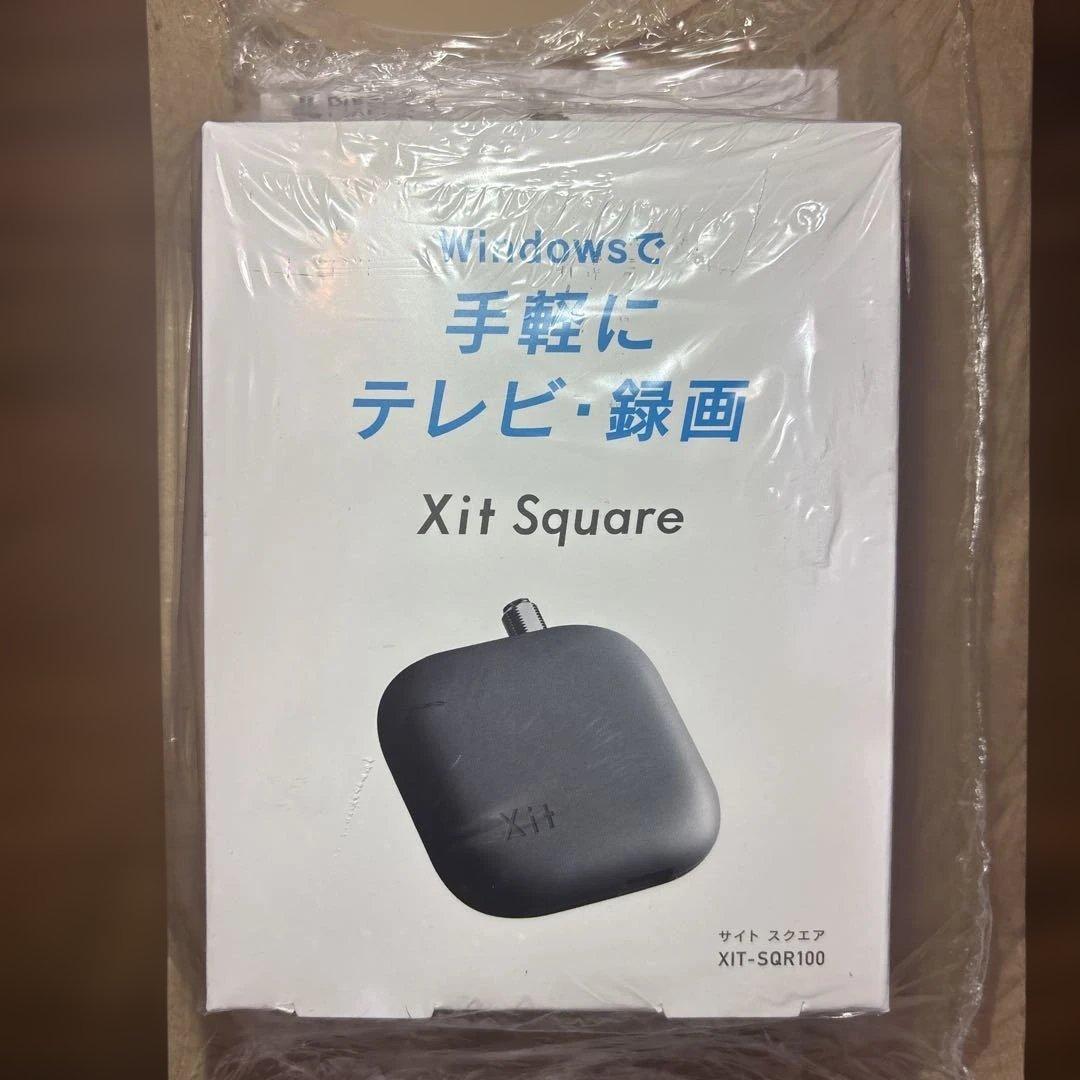 Windowsで
手軽に
テレビ・録画
Xit Square
Xit
サイト スクエア
XIT-SQR100